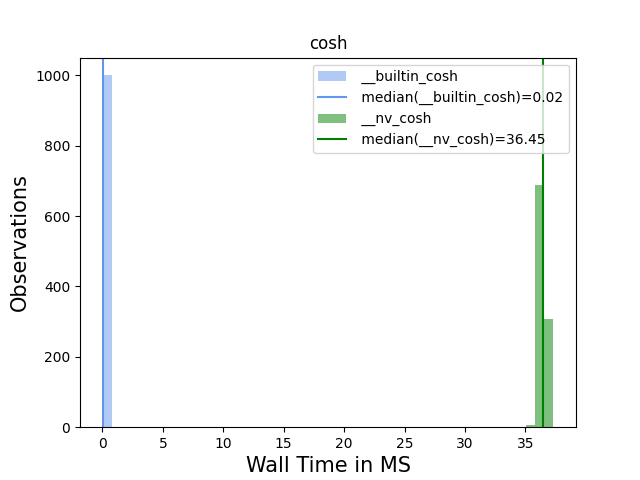 cosh
__builtin_cosh
median(__builtin_cosh)=0.02
__nv_cosh
median(__nv_cosh)=36.45
Observations
1000
800
600
400
200
0
0 5 10 15 20 25 30 35
Wall Time in MS